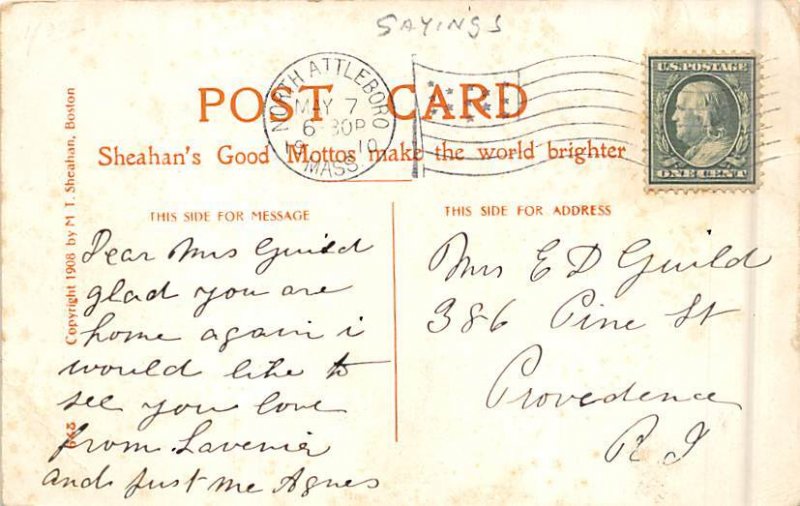 SAYINGS
POST CARD
Sheahan's Good Mottos make the world brighter
NORTH ATTLEBORO
MAY 7
6-30P
1910
MASS.
U.S. POSTAGE
ONE CENT
Copyright 1908 by M T. Sheahan, Boston
THIS SIDE FOR MESSAGE
Dear Mrs Guild
glad you are
home again i
would like to
see you love
from Lavenia
and just me Agnes
THIS SIDE FOR ADDRESS
Mrs E D Guild
386 Pine St
Providence
R I